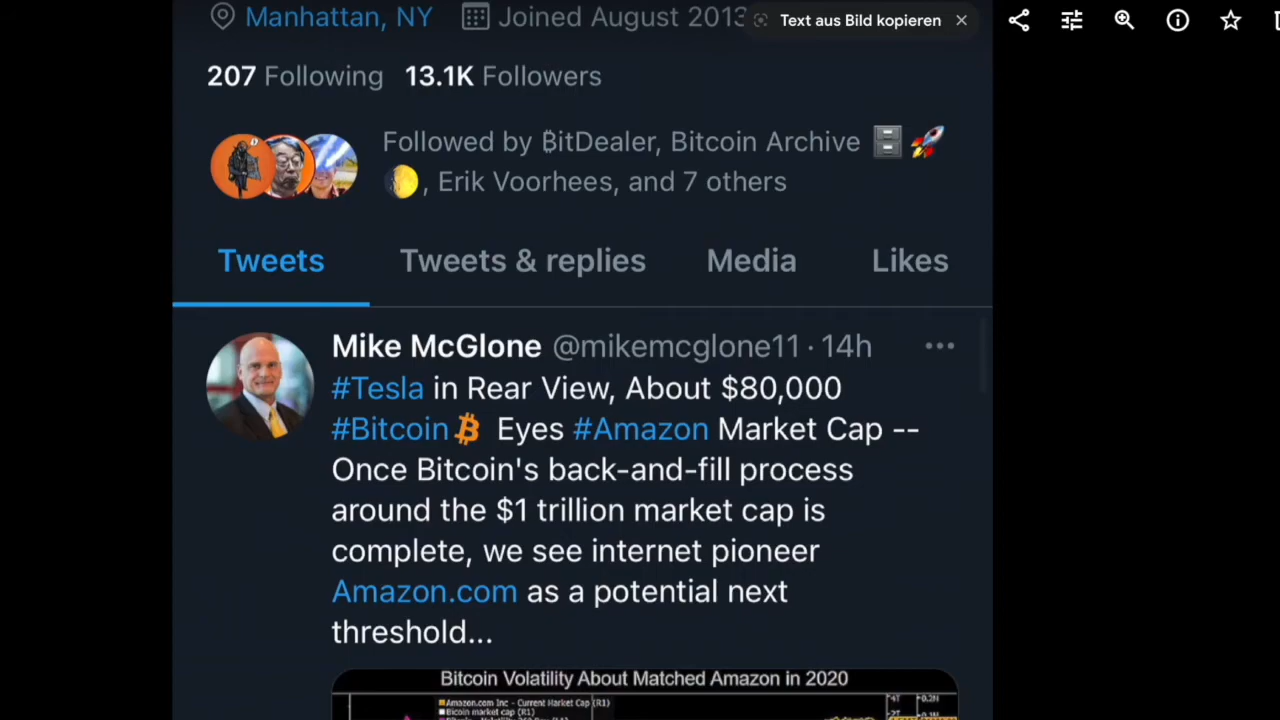 Manhattan, NY Joined August 2013
Text aus Bild kopieren
207 Following 13.1K Followers
Followed by ₿itDealer, Bitcoin Archive 🗄️🚀
🌔, Erik Voorhees, and 7 others
Tweets Tweets & replies Media Likes
Mike McGlone @mikemcglone11 · 14h
#Tesla in Rear View, About $80,000
#Bitcoin Eyes #Amazon Market Cap --
Once Bitcoin's back-and-fill process
around the $1 trillion market cap is
complete, we see internet pioneer
Amazon.com as a potential next
threshold...
Bitcoin Volatility About Matched Amazon in 2020
Amazon.com Inc - Current Market Cap (R1)
Bicoin market cap (R1)